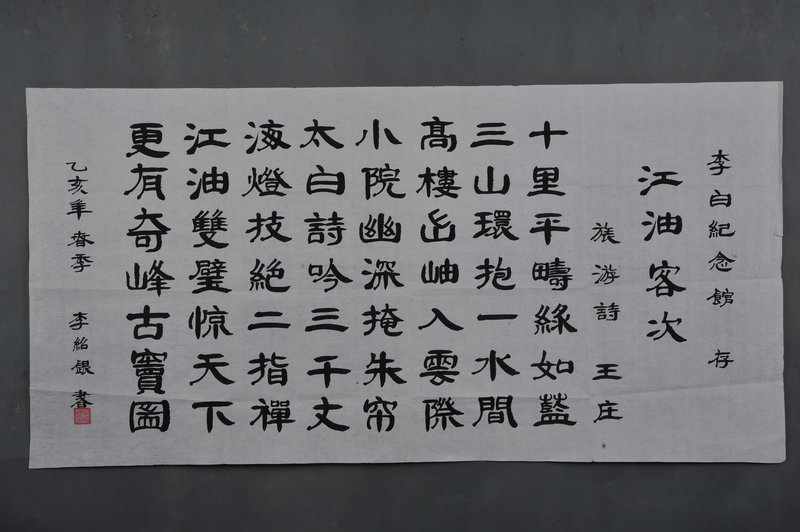 李白紀念館 存
江油客次
旅游詩 王庄
十里平疇綠如藍
三山環抱一水間
高樓出岫入雲際
小院幽深掩朱帘
太白詩吟三千丈
海燈技絕二指禪
江油雙璧惊天下
更有奇峰古竇圌
乙亥年春季 李紹銀 書